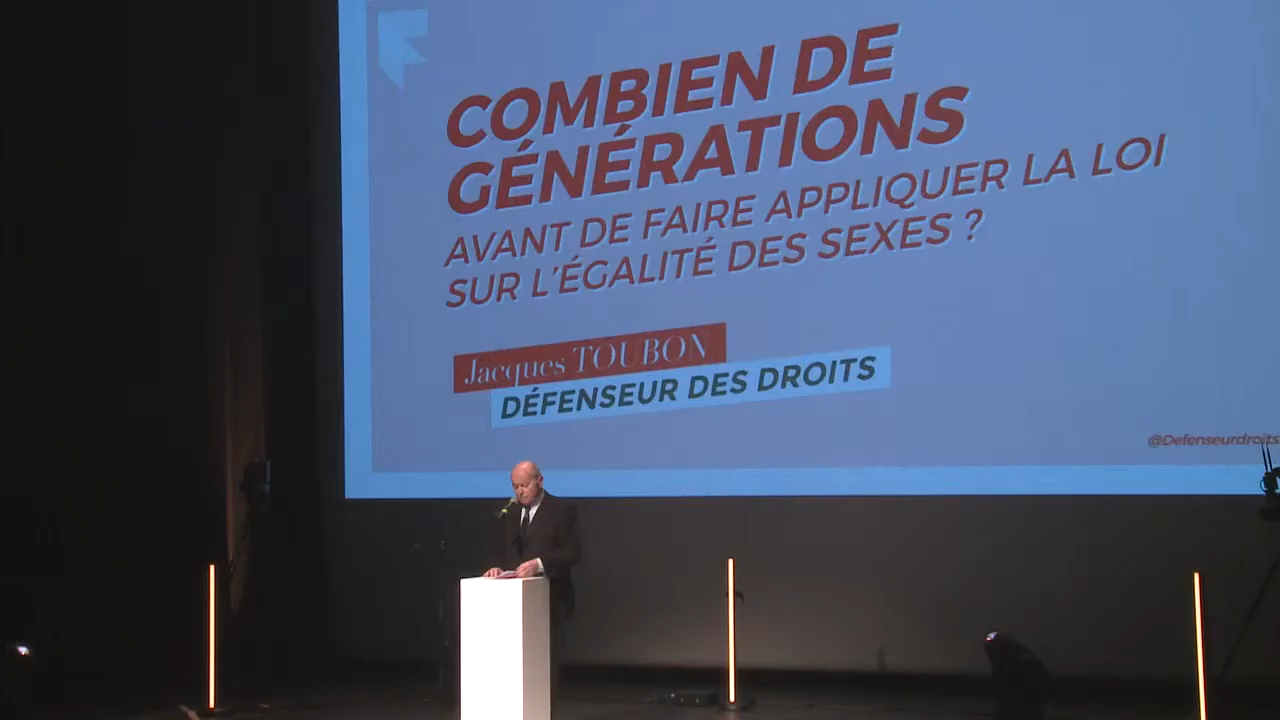 COMBIEN DE
GÉNÉRATIONS
AVANT DE FAIRE APPLIQUER LA LOI
SUR L'ÉGALITÉ DES SEXES ?
Jacques TOUBON
DÉFENSEUR DES DROITS
@Defenseurdroits